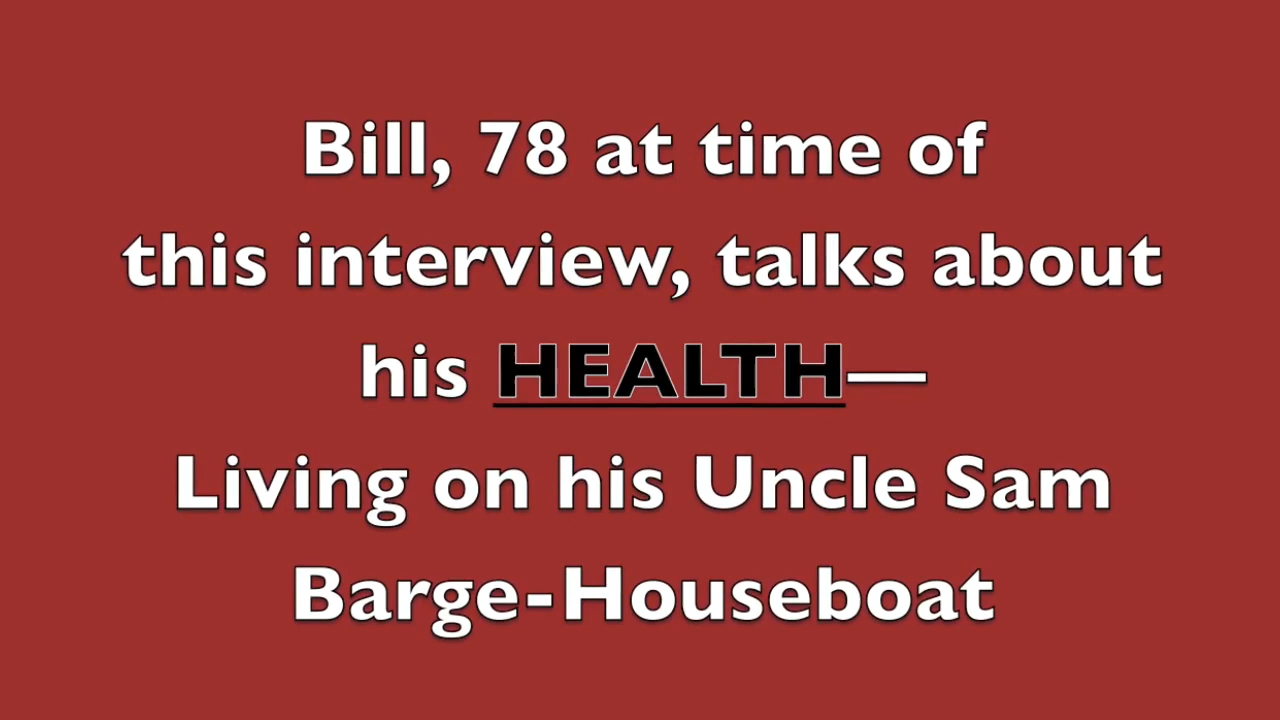 Bill, 78 at time of
this interview, talks about
his HEALTH—
Living on his Uncle Sam
Barge-Houseboat